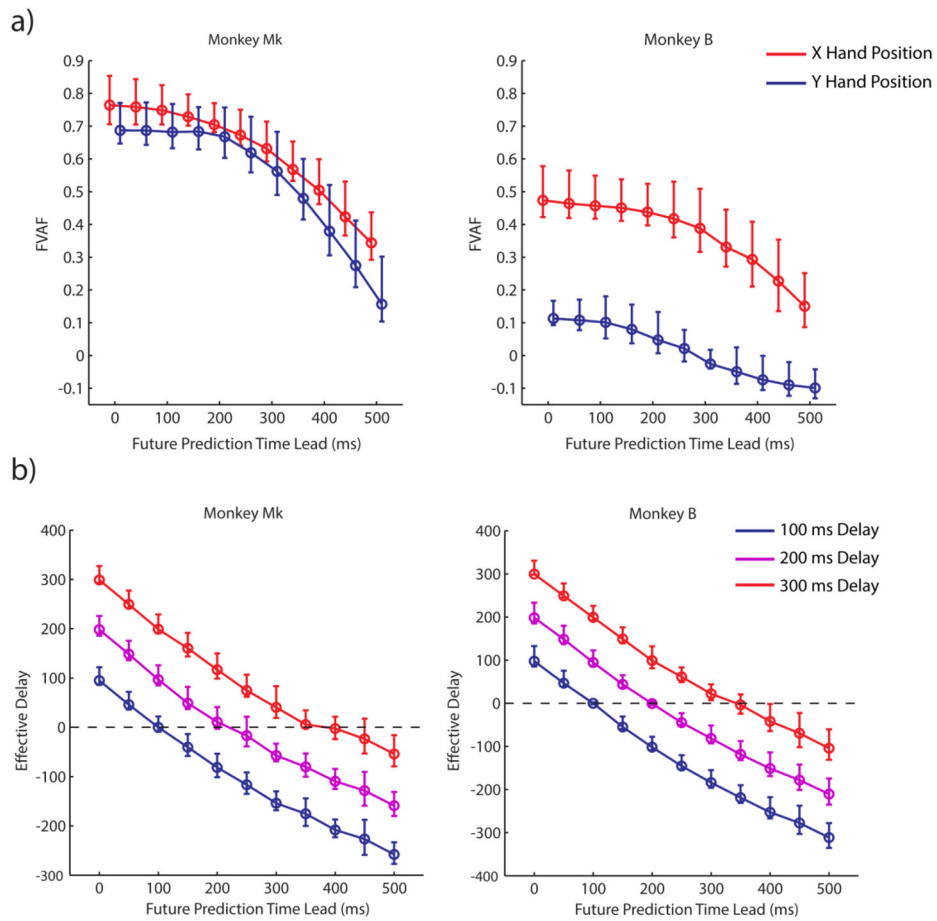 a)
Monkey Mk
Monkey B
X Hand Position
Y Hand Position
FVAF
0.9
0.8
0.7
0.6
0.5
0.4
0.3
0.2
0.1
0
-0.1
0 100 200 300 400 500
Future Prediction Time Lead (ms)
FVAF
0.9
0.8
0.7
0.6
0.5
0.4
0.3
0.2
0.1
0
-0.1
0 100 200 300 400 500
Future Prediction Time Lead (ms)
b)
Monkey Mk
Monkey B
100 ms Delay
200 ms Delay
300 ms Delay
Effective Delay
400
300
200
100
0
-100
-200
-300
0 100 200 300 400 500
Future Prediction Time Lead (ms)
Effective Delay
400
300
200
100
0
-100
-200
-300
-400
0 100 200 300 400 500
Future Prediction Time Lead (ms)